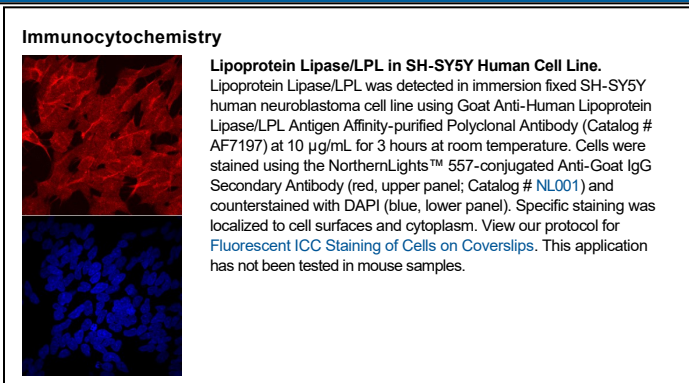 Immunocytochemistry
Lipoprotein Lipase/LPL in SH-SY5Y Human Cell Line.
Lipoprotein Lipase/LPL was detected in immersion fixed SH-SY5Y
human neuroblastoma cell line using Goat Anti-Human Lipoprotein
Lipase/LPL Antigen Affinity-purified Polyclonal Antibody (Catalog #
AF7197) at 10 µg/mL for 3 hours at room temperature. Cells were
stained using the NorthernLights™ 557-conjugated Anti-Goat IgG
Secondary Antibody (red, upper panel; Catalog # NL001) and
counterstained with DAPI (blue, lower panel). Specific staining was
localized to cell surfaces and cytoplasm. View our protocol for
Fluorescent ICC Staining of Cells on Coverslips. This application
has not been tested in mouse samples.